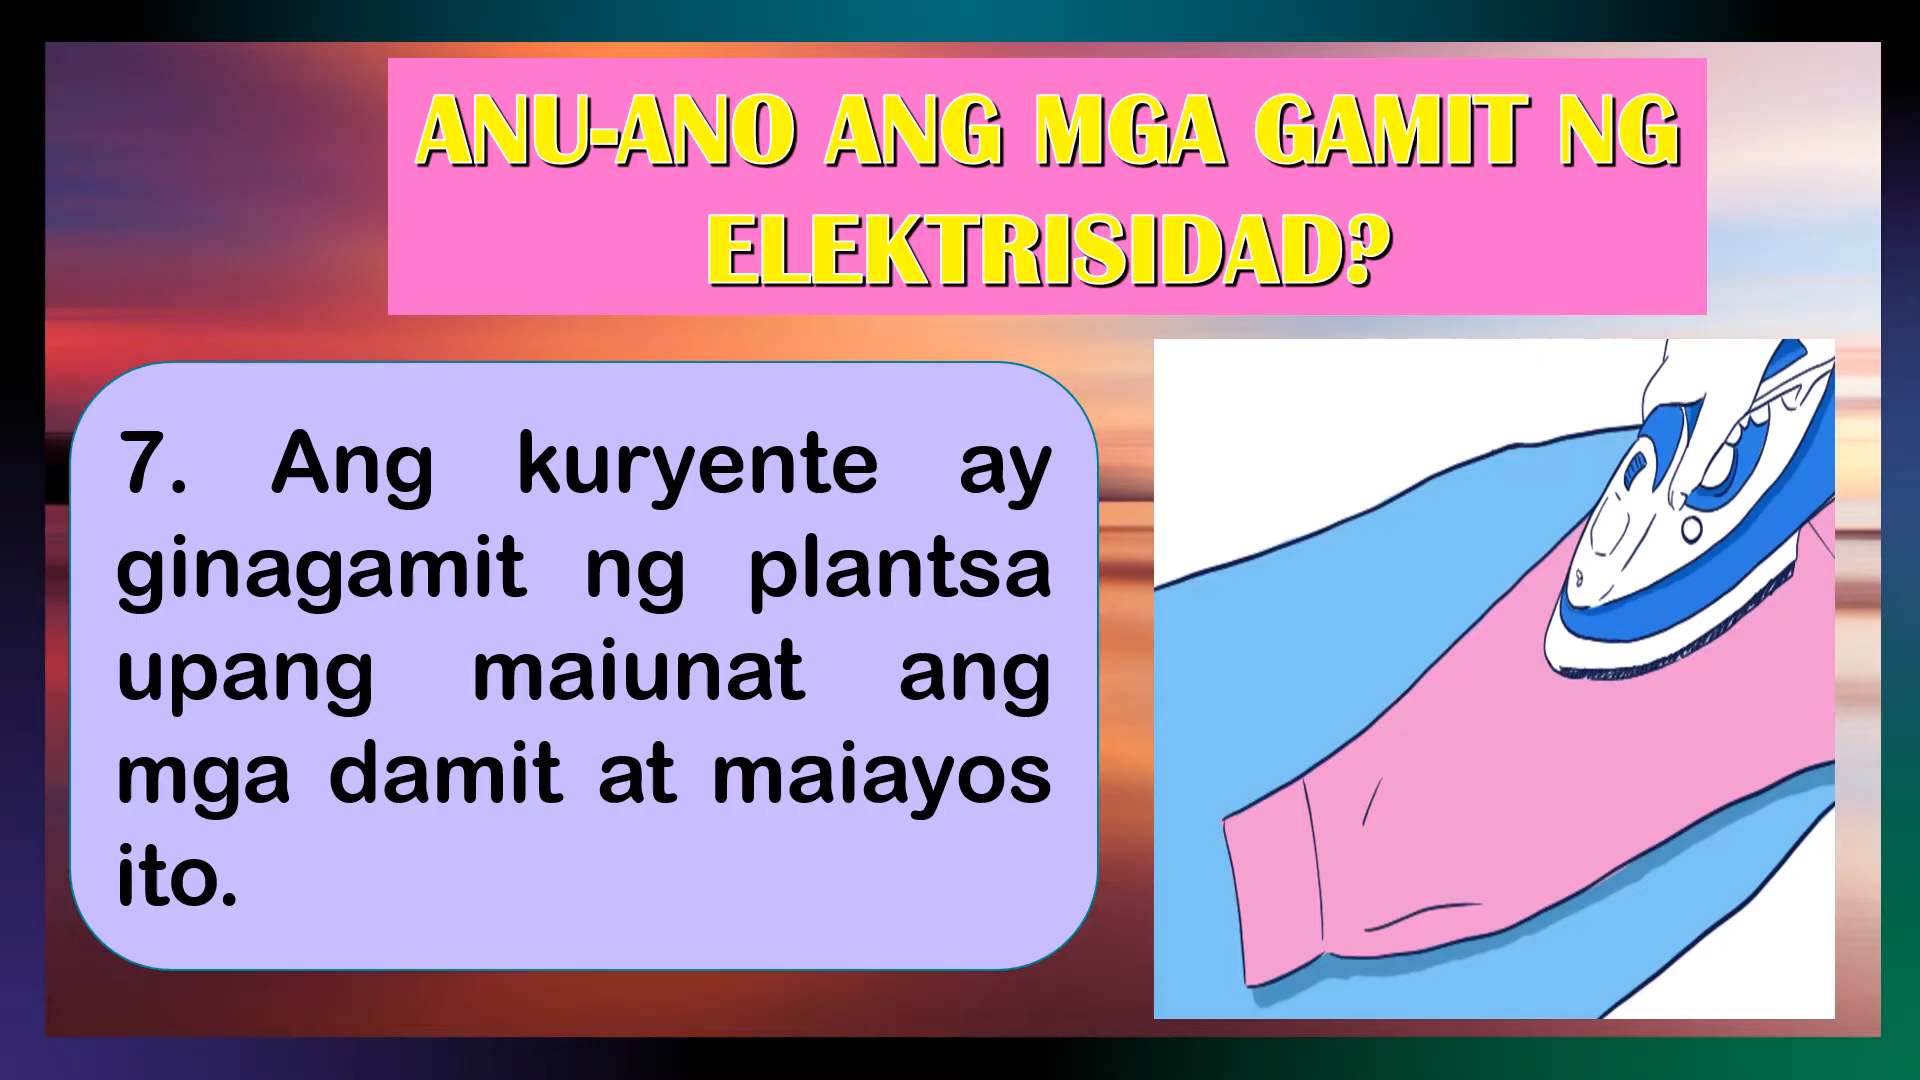 ANU-ANO ANG MGA GAMIT NG
ELEKTRISIDAD?
7. Ang kuryente ay
ginagamit ng plantsa
upang maiunat ang
mga damit at maiayos
ito.